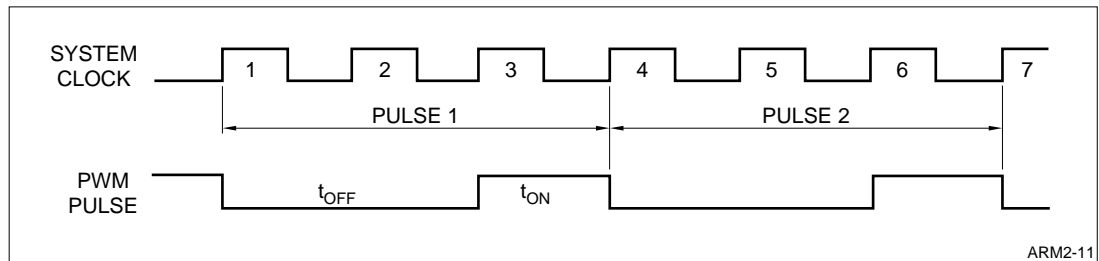 SYSTEM
CLOCK
1 2 3 4 5 6 7
PULSE 1 PULSE 2
PWM
PULSE
tOFF tON
ARM2-11